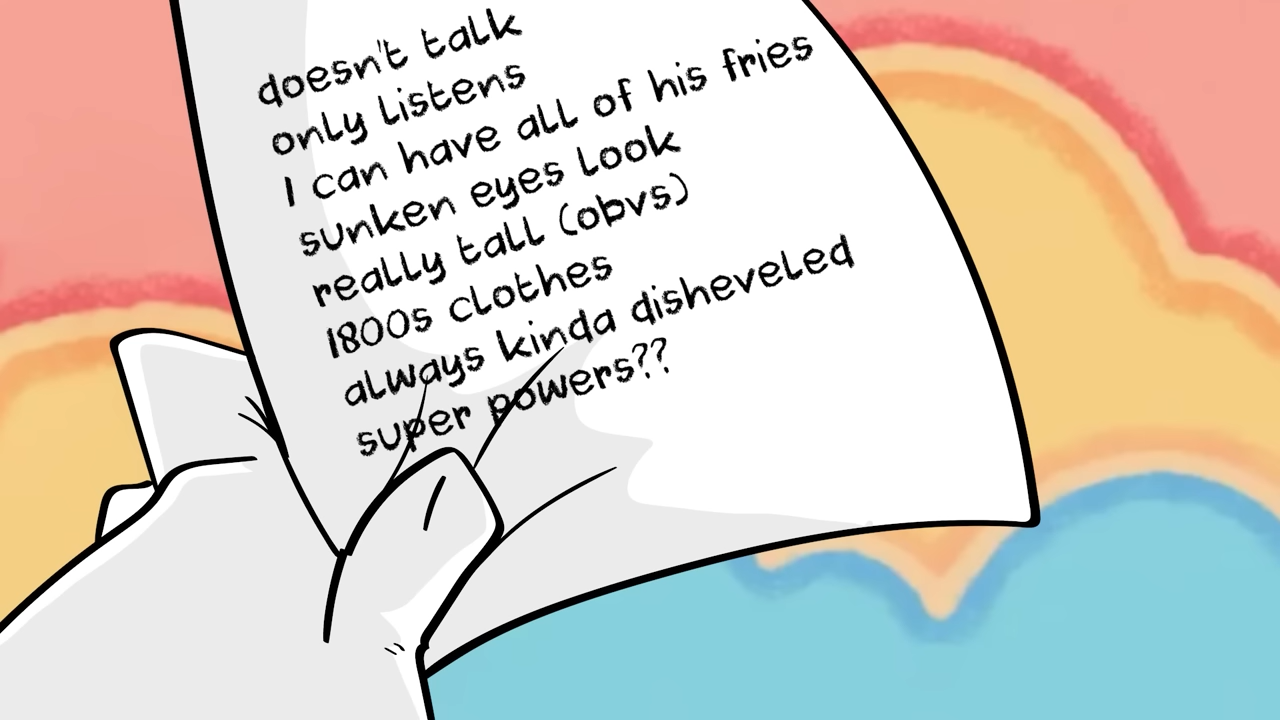 doesn't talk
only listens
I can have all of his fries
sunken eyes look
really tall (obvs)
1800s clothes
always kinda disheveled
super powers??